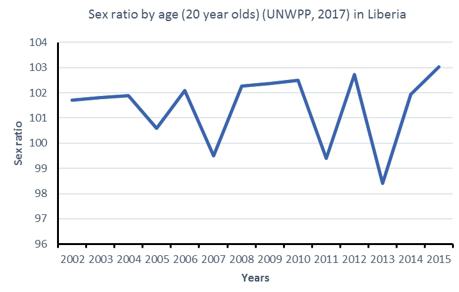 Sex ratio by age (20 year olds) (UNWPP, 2017) in Liberia
104
103
102
101
100
99
98
97
96
Sex ratio
2002 2003 2004 2005 2006 2007 2008 2009 2010 2011 2012 2013 2014 2015
Years